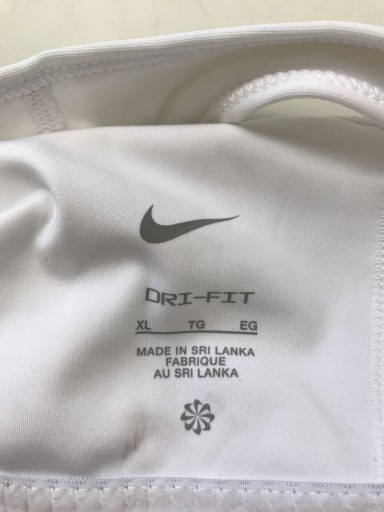 DRI-FIT
XL TG EG
MADE IN SRI LANKA
FABRIQUE
AU SRI LANKA